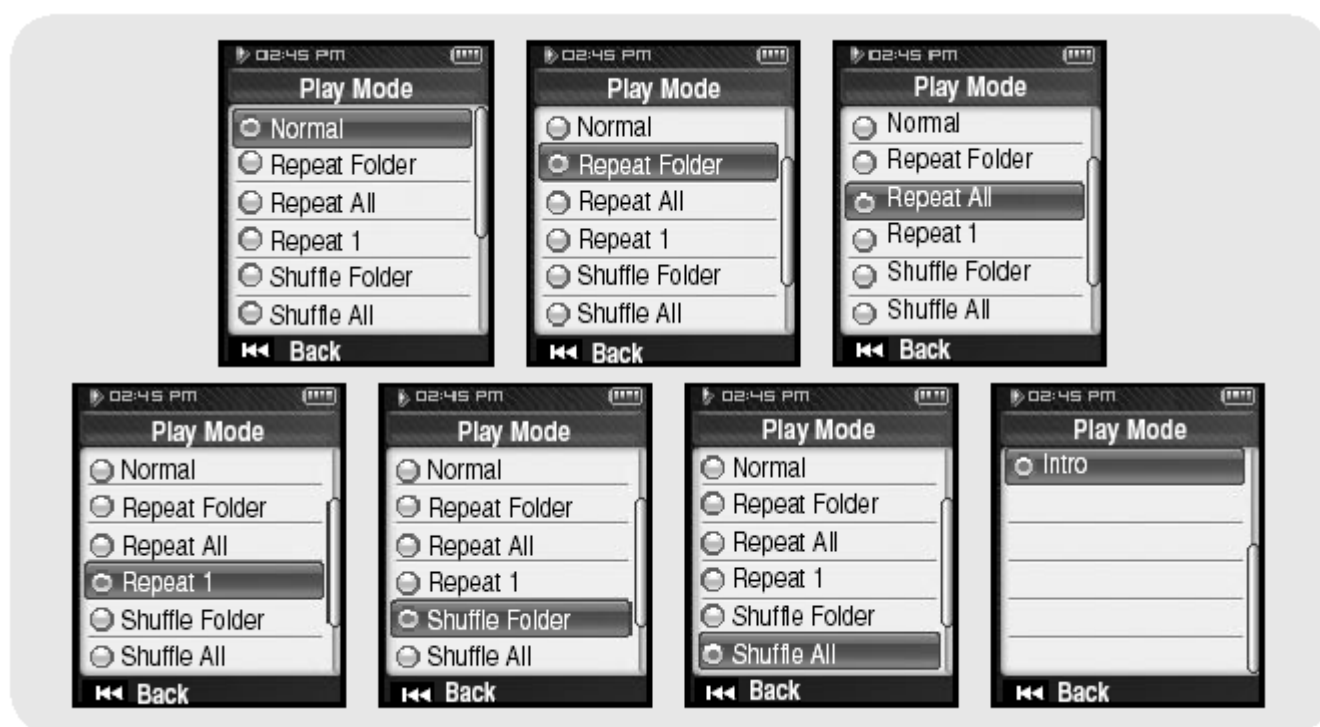 02:45 PM
Play Mode
Normal
Repeat Folder
Repeat All
Repeat 1
Shuffle Folder
Shuffle All
Back
02:45 PM
Play Mode
Normal
Repeat Folder
Repeat All
Repeat 1
Shuffle Folder
Shuffle All
Back
02:45 PM
Play Mode
Normal
Repeat Folder
Repeat All
Repeat 1
Shuffle Folder
Shuffle All
Back
02:45 PM
Play Mode
Normal
Repeat Folder
Repeat All
Repeat 1
Shuffle Folder
Shuffle All
Back
02:45 PM
Play Mode
Normal
Repeat Folder
Repeat All
Repeat 1
Shuffle Folder
Shuffle All
Back
02:45 PM
Play Mode
Normal
Repeat Folder
Repeat All
Repeat 1
Shuffle Folder
Shuffle All
Back
02:45 PM
Play Mode
Intro
Back